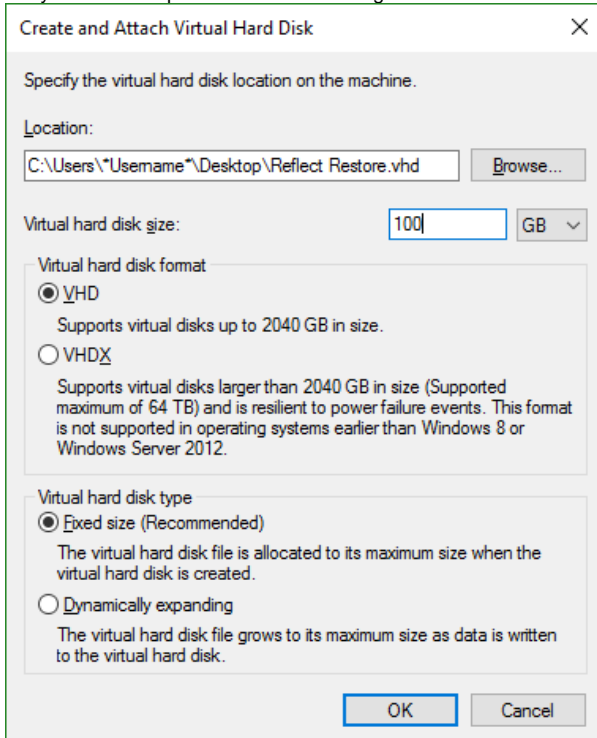 Create and Attach Virtual Hard Disk
Specify the virtual hard disk location on the machine.
Location:
C:\Users\*Username*\Desktop\Reflect Restore.vhd
Browse...
Virtual hard disk size:
100
GB
Virtual hard disk format
VHD
Supports virtual disks up to 2040 GB in size.
VHDX
Supports virtual disks larger than 2040 GB in size (Supported
maximum of 64 TB) and is resilient to power failure events. This format
is not supported in operating systems earlier than Windows 8 or
Windows Server 2012.
Virtual hard disk type
Fixed size (Recommended)
The virtual hard disk file is allocated to its maximum size when the
virtual hard disk is created.
Dynamically expanding
The virtual hard disk file grows to its maximum size as data is written
to the virtual hard disk.
OK
Cancel